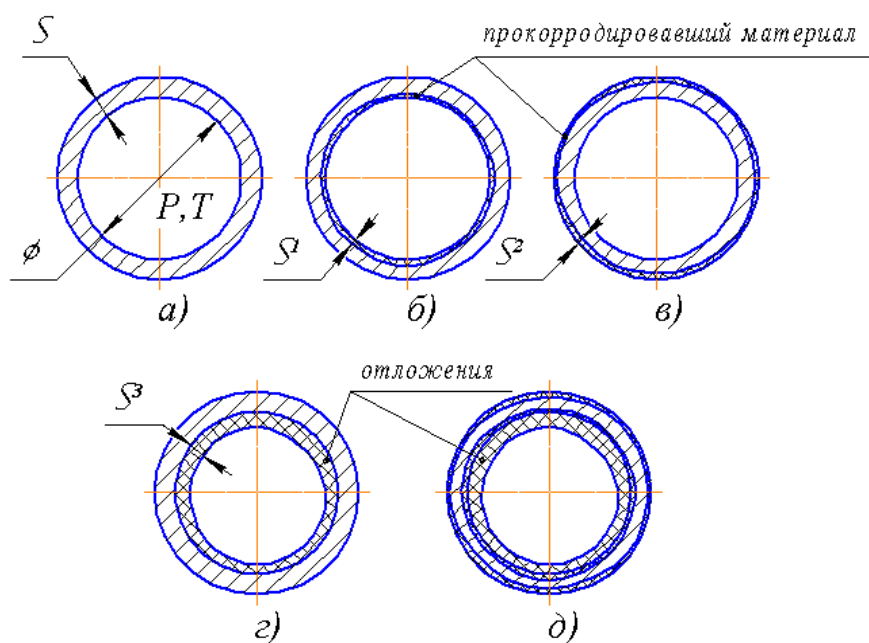 S
прокорродировавший материал
P,T
ø
S¹
S²
а)
б)
в)
отложения
S³
г)
д)